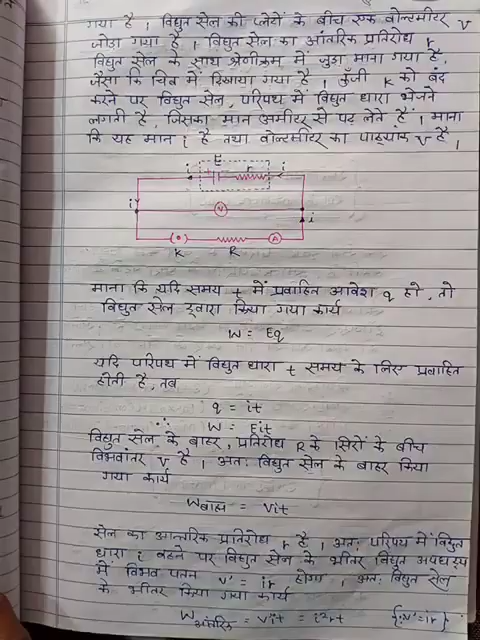 गया है, विद्युत सेल की प्लेटों के बीच एक वोल्टमीटर V
जोड़ा गया है, विद्युत सेल का आंतरिक प्रतिरोध r
विद्युत सेल के साथ श्रेणीक्रम में जुड़ा माना गया है,
जैसा कि चित्र में दिखाया गया है, कुँजी K को बंद
करने पर विद्युत सेल, परिपथ में विद्युत धारा भेजने
लगती है, जिसका मान अमीटर से पढ़ लेते हैं, माना
कि यह मान i है तथा वोल्टमीटर का पाठ्यांक V है,
E
r
i
i
i
V
i
K
R
A
माना कि यदि समय t में प्रवाहित आवेश q हो, तो
विद्युत सेल द्वारा किया गया कार्य
W = Eq
यदि परिपथ में विद्युत धारा t समय के लिए प्रवाहित
होती है, तब
q = it
∴ W = Eit
विद्युत सेल के बाहर, प्रतिरोध R के सिरों के बीच
विभवांतर V है, अतः विद्युत सेल के बाहर किया
गया कार्य
Wबाह्य = Vit
सेल का आन्तरिक प्रतिरोध r है, अतः परिपथ में विद्युत
धारा i बहने पर विद्युत सेल के भीतर विद्युत अपघट्य
में विभव पतन V' = ir होगा, अतः विद्युत सेल
के भीतर किया गया कार्य
Wआंतरिक = V'it = i²rt {∵V'=ir}